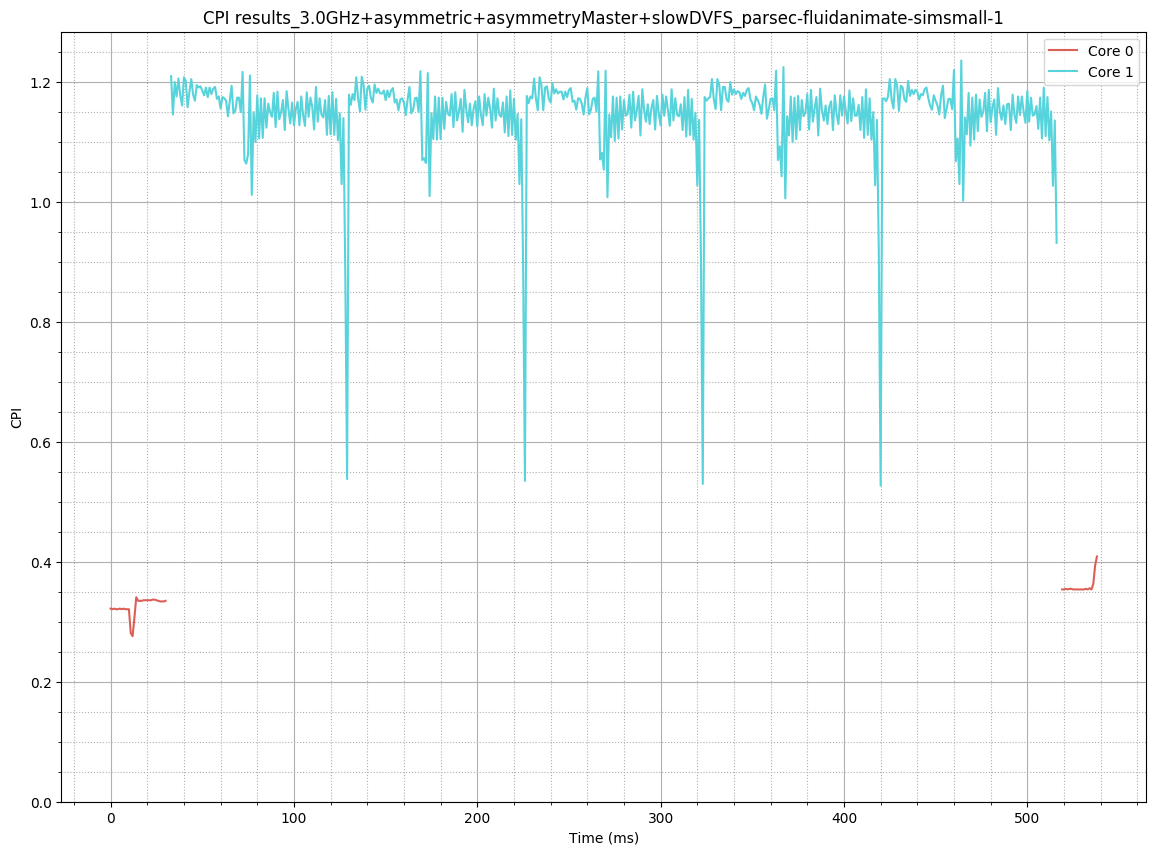 CPI results_3.0GHz+asymmetric+asymmetryMaster+slowDVFS_parsec-fluidanimate-simsmall-1
Core 0
Core 1
1.2
1.0
0.8
0.6
0.4
0.2
0.0
CPI
0
100
200
300
400
500
Time (ms)